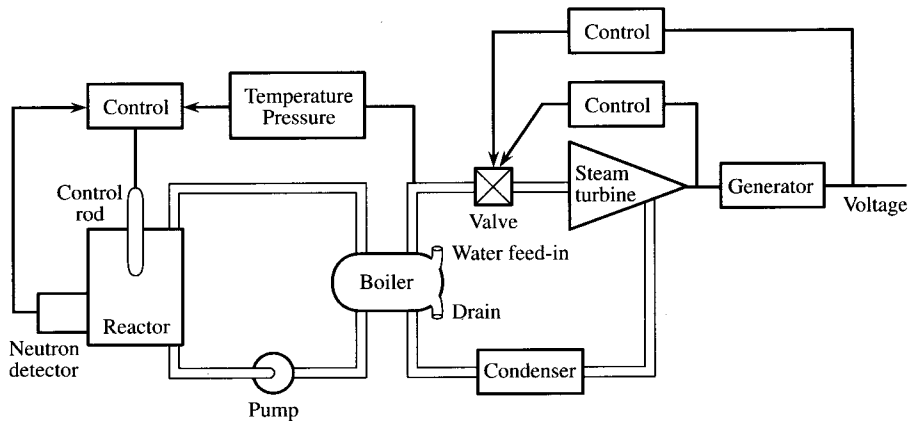 Control
Control
Temperature
Pressure
Control
Control
rod
Steam
turbine
Generator
Valve
Voltage
Water feed-in
Boiler
Drain
Reactor
Neutron
detector
Condenser
Pump